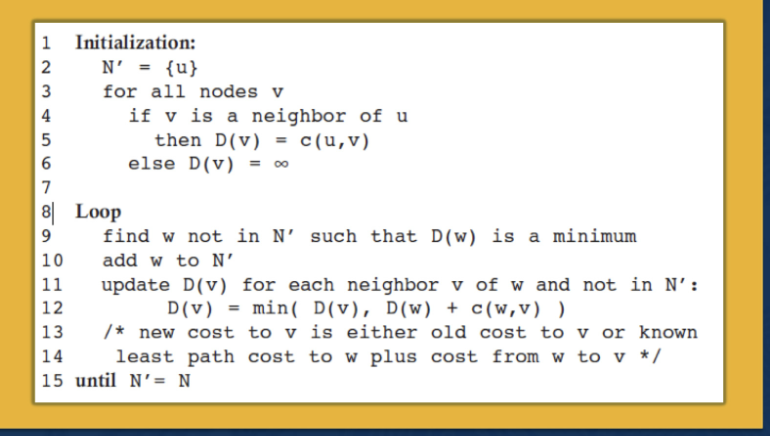 1 Initialization:
2 N' = {u}
3 for all nodes v
4 if v is a neighbor of u
5 then D(v) = c(u,v)
6 else D(v) = ∞
7
8 Loop
9 find w not in N' such that D(w) is a minimum
10 add w to N'
11 update D(v) for each neighbor v of w and not in N':
12 D(v) = min( D(v), D(w) + c(w,v) )
13 /* new cost to v is either old cost to v or known
14 least path cost to w plus cost from w to v */
15 until N'= N